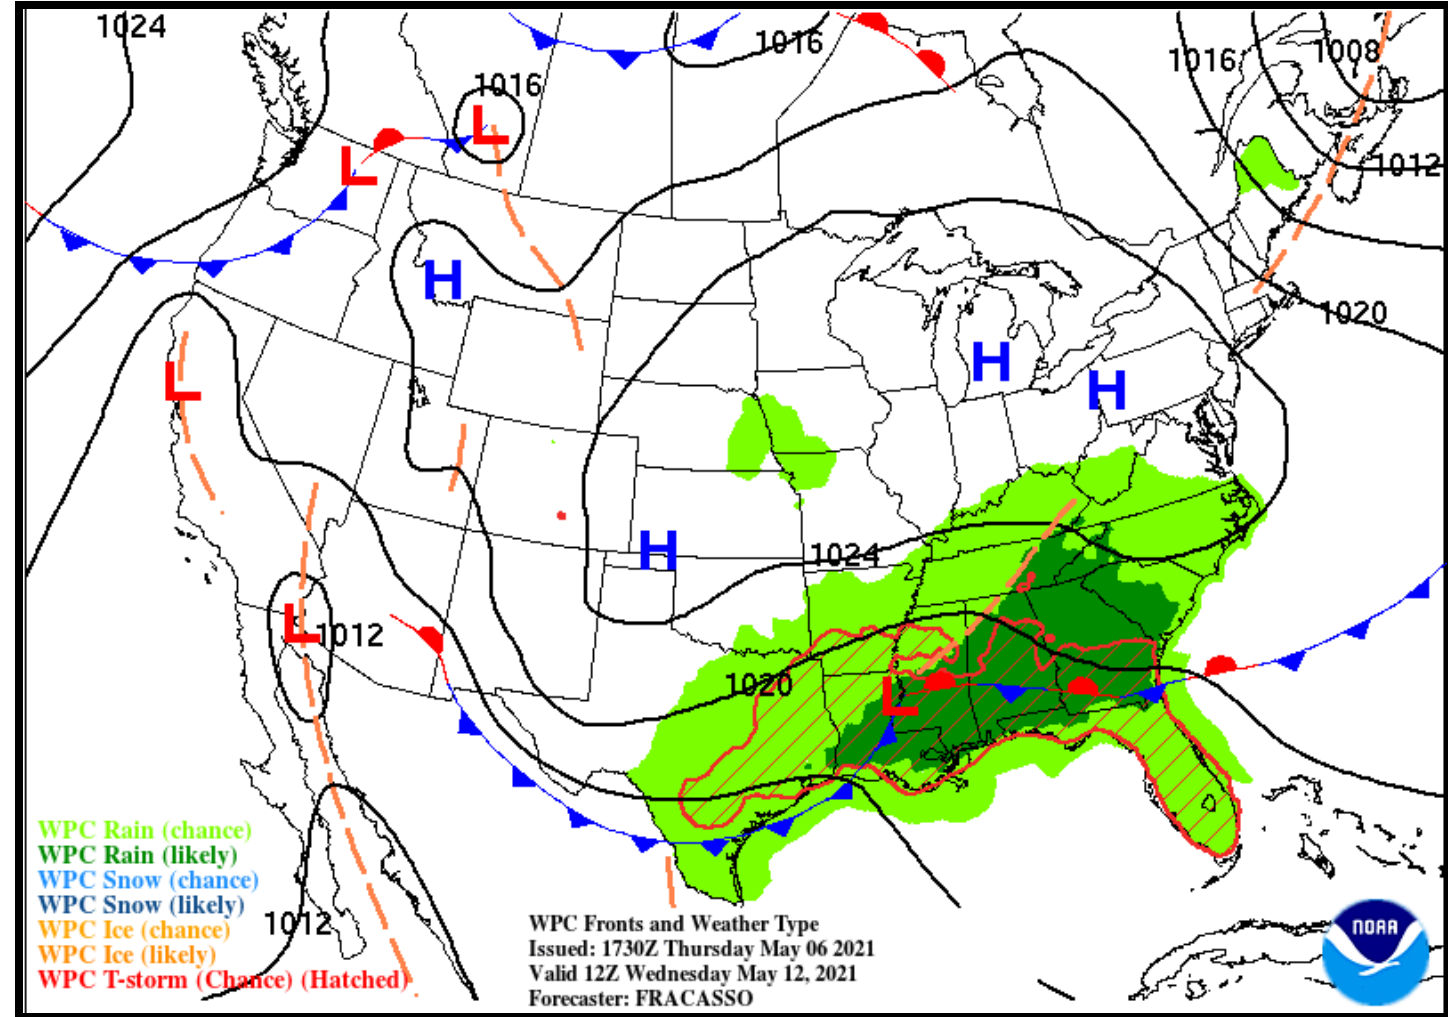 1024
1016
1016
1016
1008
L
L
1012
H
1020
L
H
H
H
1024
L
1012
1020
L
WPC Rain (chance)
WPC Rain (likely)
WPC Snow (chance)
WPC Snow (likely)
WPC Ice (chance)
WPC Ice (likely)
WPC T-storm (Chance) (Hatched)
1012
WPC Fronts and Weather Type
Issued: 1730Z Thursday May 06 2021
Valid 12Z Wednesday May 12, 2021
Forecaster: FRACASSO
NOAA